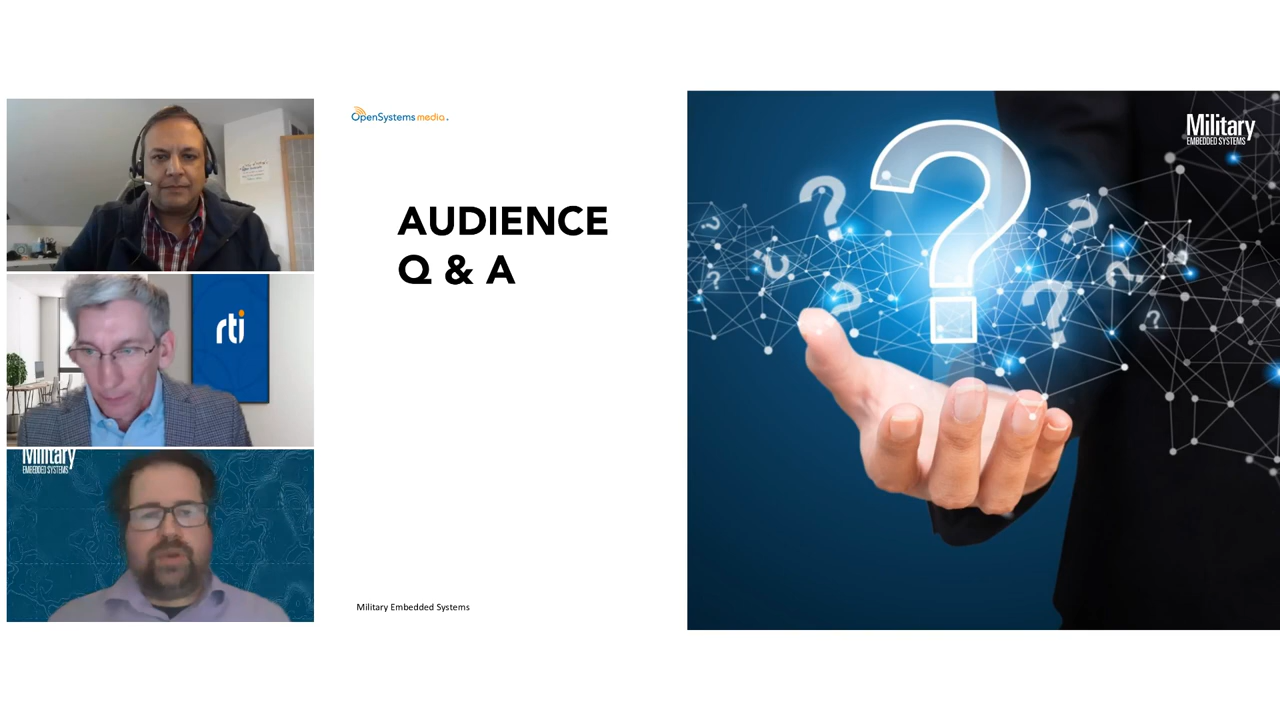 OpenSystems media.
AUDIENCE
Q & A
Military Embedded Systems
Military
EMBEDDED SYSTEMS
rti
Military
EMBEDDED SYSTEMS